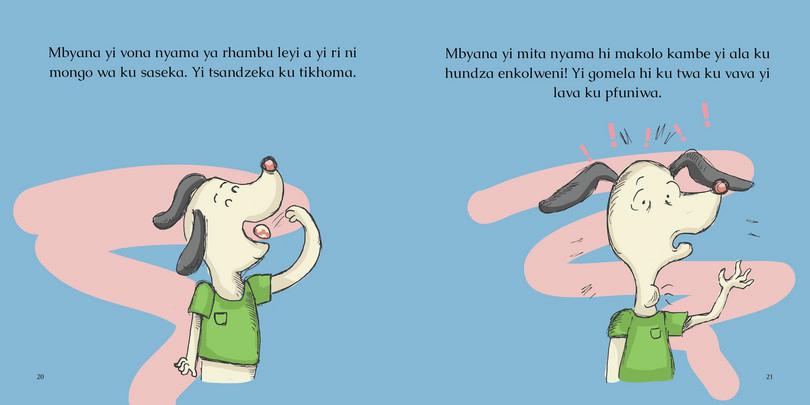 Mbyana yi vona nyama ya rhambu leyi a yi ri ni
mongo wa ku saseka. Yi tsandzeka ku tikhoma.
20
Mbyana yi mita nyama hi makolo kambe yi ala ku
hundza enkolweni! Yi gomela hi ku twa ku vava yi
lava ku pfuniwa.
21